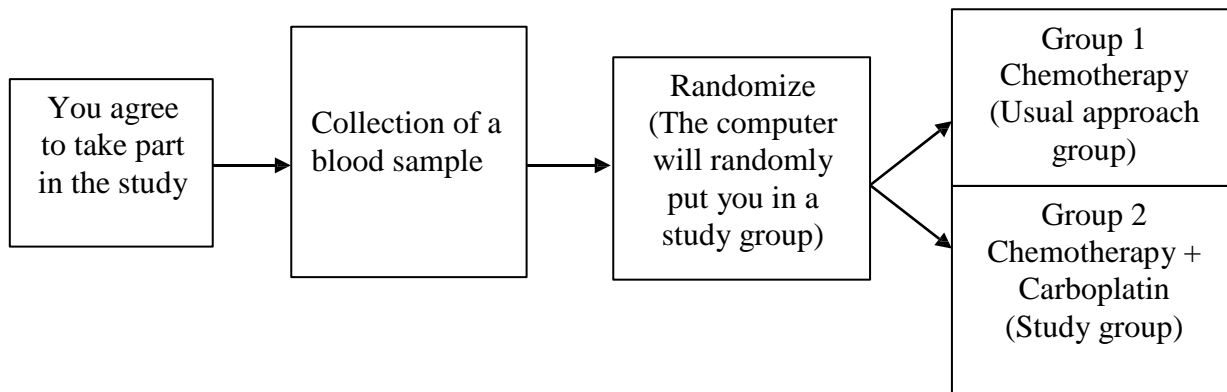 You agree
to take part
in the study
Collection of a
blood sample
Randomize
(The computer
will randomly
put you in a
study group)
Group 1
Chemotherapy
(Usual approach
group)
Group 2
Chemotherapy +
Carboplatin
(Study group)